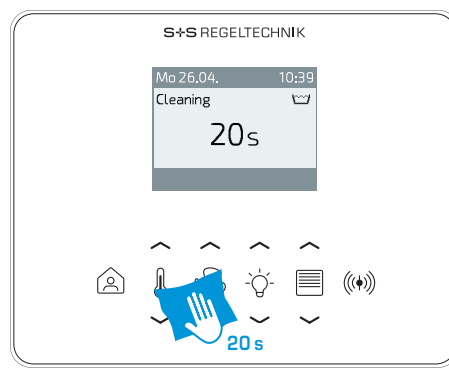 S+S REGELTECHNIK
Mo 26.04. 10:39
Cleaning
20s
20 s